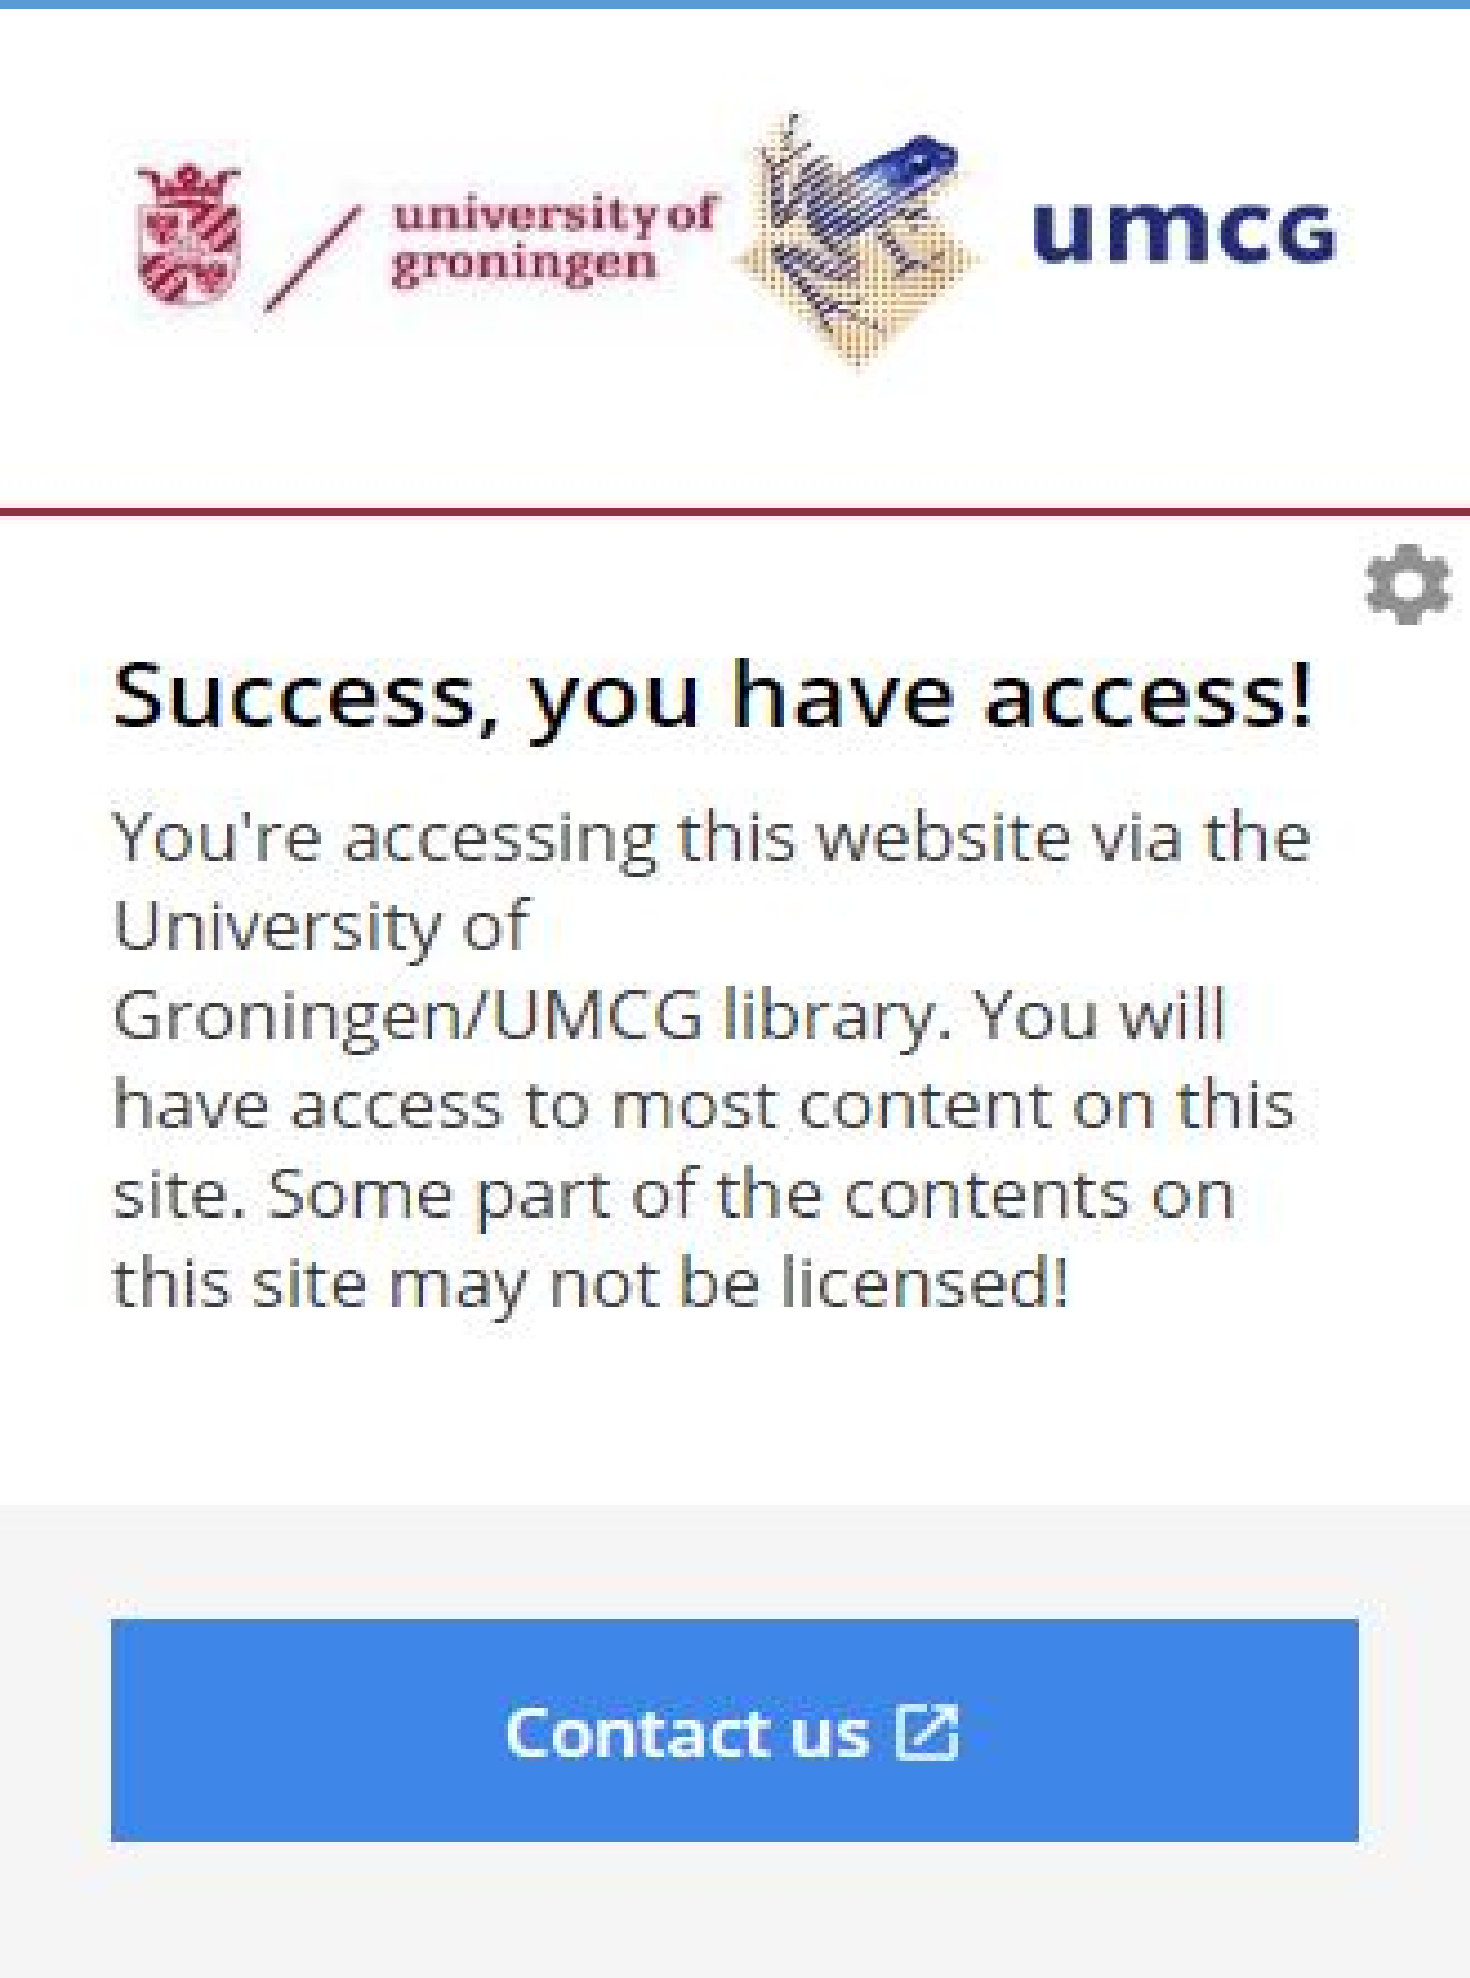 university of
groningen
umcg
Success, you have access!
You're accessing this website via the
University of
Groningen/UMCG library. You will
have access to most content on this
site. Some part of the contents on
this site may not be licensed!
Contact us